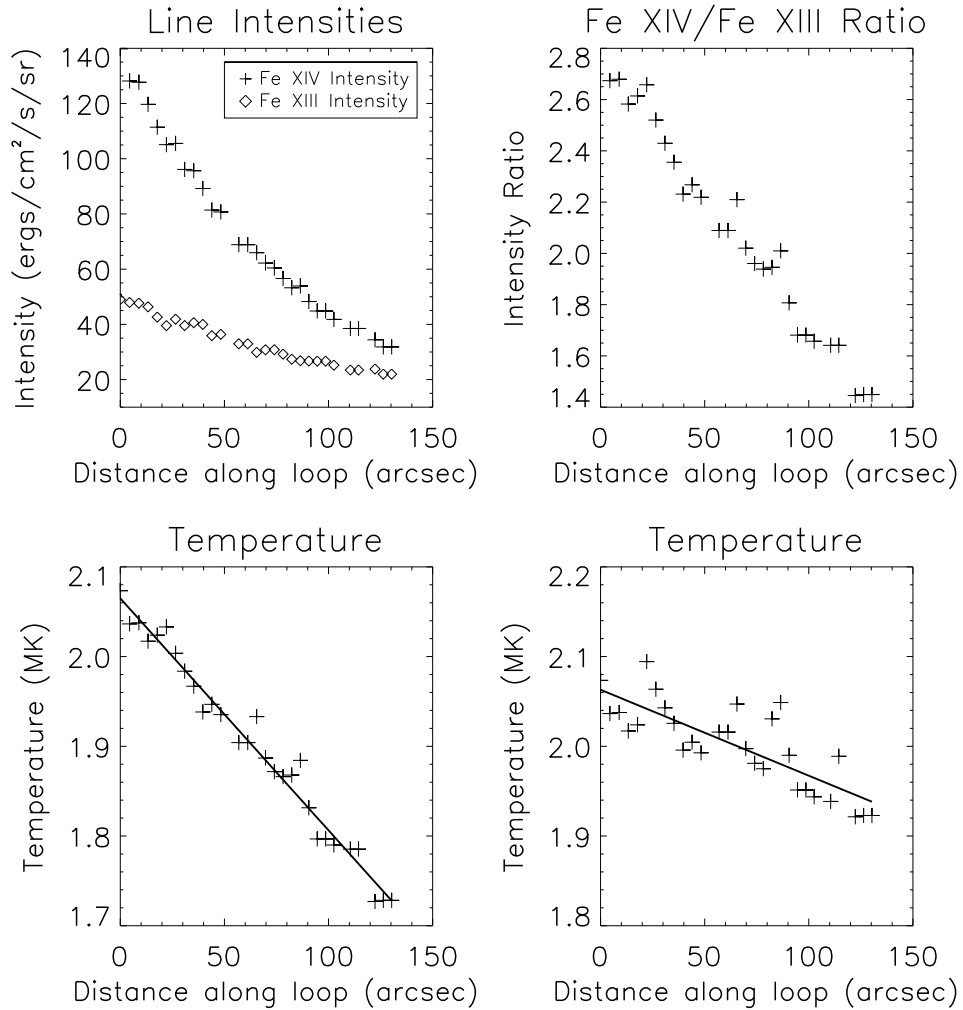 Line Intensities
Intensity (ergs/cm²/s/sr)
140
120
100
80
60
40
20
Fe XIV Intensity
Fe XIII Intensity
0 50 100 150
Distance along loop (arcsec)
Fe XIV/Fe XIII Ratio
Intensity Ratio
2.8
2.6
2.4
2.2
2.0
1.8
1.6
1.4
0 50 100 150
Distance along loop (arcsec)
Temperature
Temperature (MK)
2.1
2.0
1.9
1.8
1.7
0 50 100 150
Distance along loop (arcsec)
Temperature
Temperature (MK)
2.2
2.1
2.0
1.9
1.8
0 50 100 150
Distance along loop (arcsec)